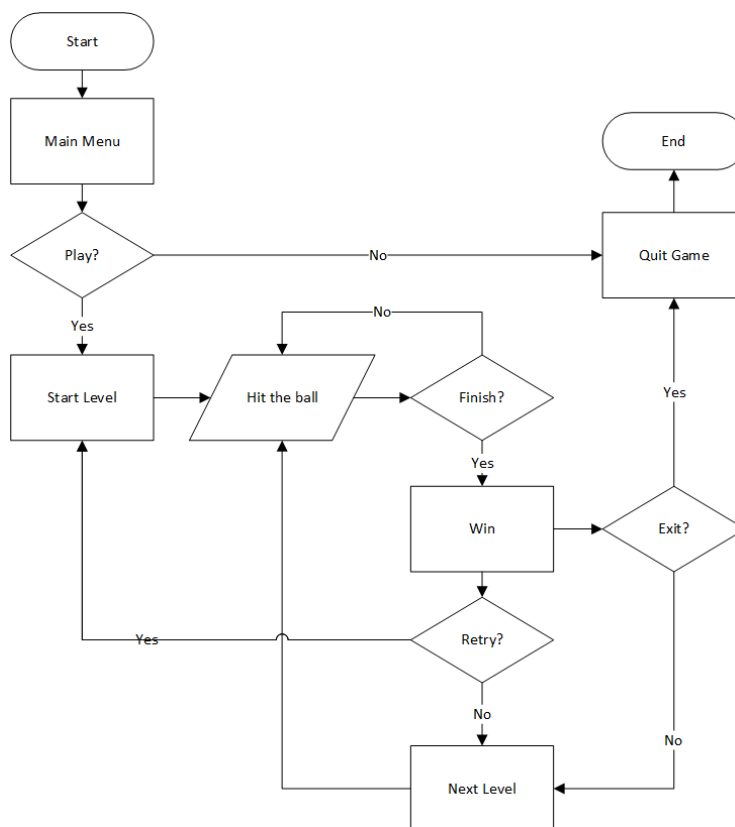 Start
Main Menu
End
Play?
No
Quit Game
Yes
No
Start Level
Hit the ball
Finish?
Yes
Yes
Win
Exit?
Yes
Retry?
No
No
Next Level